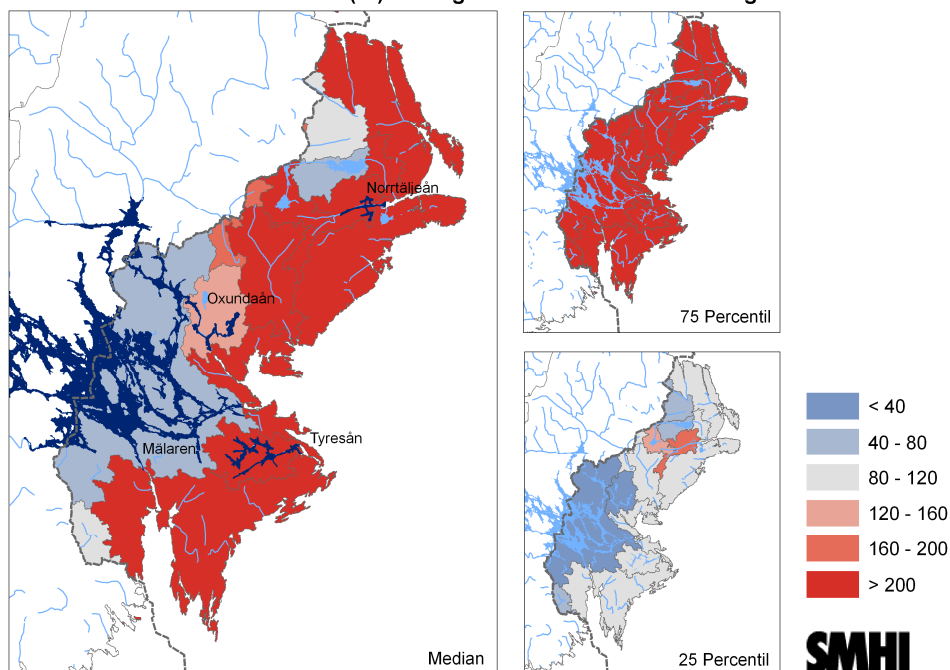 Norrtäljeån
Oxundaån
Mälaren
Tyresån
Median
75 Percentil
25 Percentil
< 40
40 - 80
80 - 120
120 - 160
160 - 200
> 200
SMHI